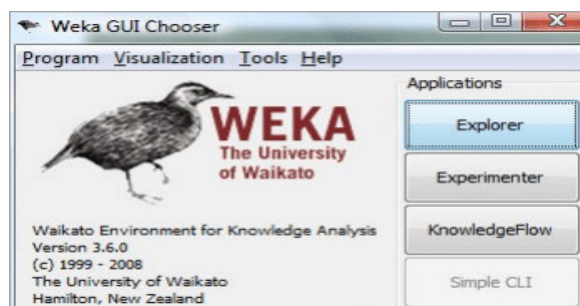 Weka GUI Chooser
Program Visualization Tools Help
Applications
WEKA
The University
of Waikato
Explorer
Experimenter
KnowledgeFlow
Simple CLI
Waikato Environment for Knowledge Analysis
Version 3.6.0
(c) 1999 - 2008
The University of Waikato
Hamilton, New Zealand